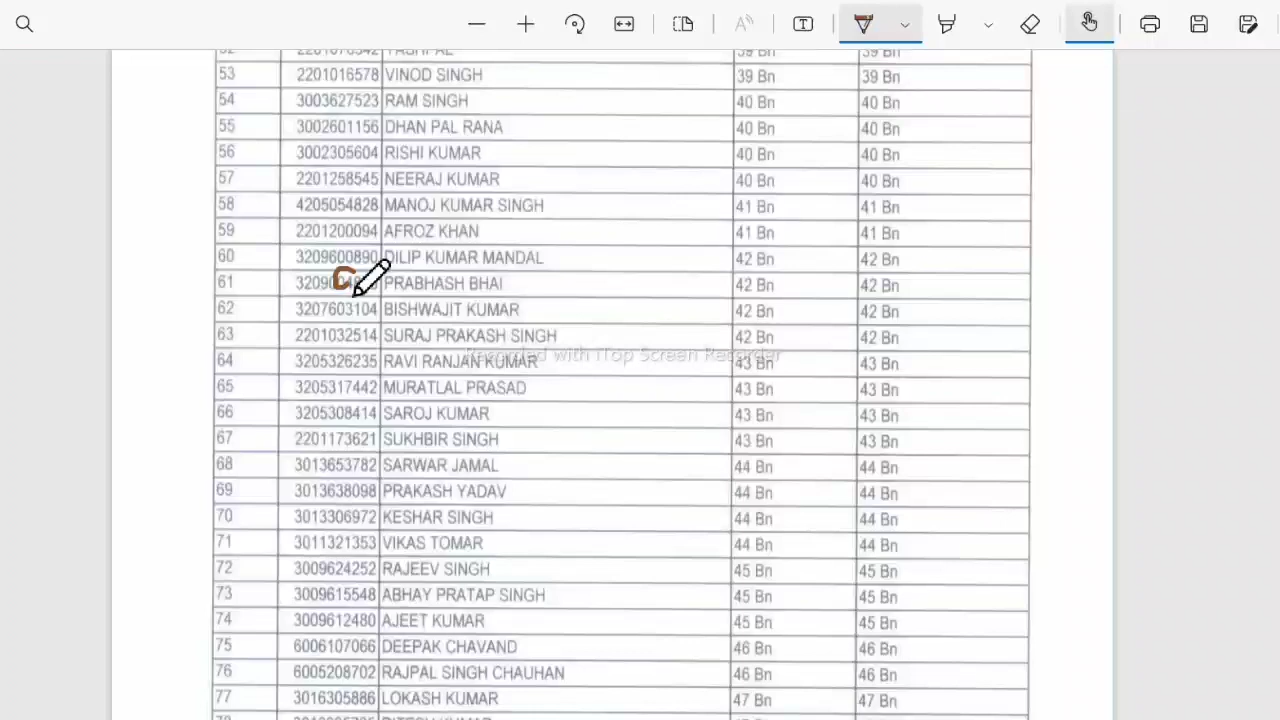 53 2201016578 VINOD SINGH 39 Bn 39 Bn
54 3003627523 RAM SINGH 40 Bn 40 Bn
55 3002601156 DHAN PAL RANA 40 Bn 40 Bn
56 3002305604 RISHI KUMAR 40 Bn 40 Bn
57 2201258545 NEERAJ KUMAR 40 Bn 40 Bn
58 4205054828 MANOJ KUMAR SINGH 41 Bn 41 Bn
59 2201200094 AFROZ KHAN 41 Bn 41 Bn
60 3209600890 DILIP KUMAR MANDAL 42 Bn 42 Bn
61 PRABHASH BHAI 42 Bn 42 Bn
62 3207603104 BISHWAJIT KUMAR 42 Bn 42 Bn
63 2201032514 SURAJ PRAKASH SINGH 42 Bn 42 Bn
Recorded with iTop Screen Recorder
64 3205326235 RAVI RANJAN KUMAR 43 Bn 43 Bn
65 3205317442 MURATLAL PRASAD 43 Bn 43 Bn
66 3205308414 SAROJ KUMAR 43 Bn 43 Bn
67 2201173621 SUKHBIR SINGH 43 Bn 43 Bn
68 3013653782 SARWAR JAMAL 44 Bn 44 Bn
69 3013638098 PRAKASH YADAV 44 Bn 44 Bn
70 3013306972 KESHAR SINGH 44 Bn 44 Bn
71 3011321353 VIKAS TOMAR 44 Bn 44 Bn
72 3009624252 RAJEEV SINGH 45 Bn 45 Bn
73 3009615548 ABHAY PRATAP SINGH 45 Bn 45 Bn
74 3009612480 AJEET KUMAR 45 Bn 45 Bn
75 6006107066 DEEPAK CHAVAND 46 Bn 46 Bn
76 6005208702 RAJPAL SINGH CHAUHAN 46 Bn 46 Bn
77 3016305886 LOKASH KUMAR 47 Bn 47 Bn